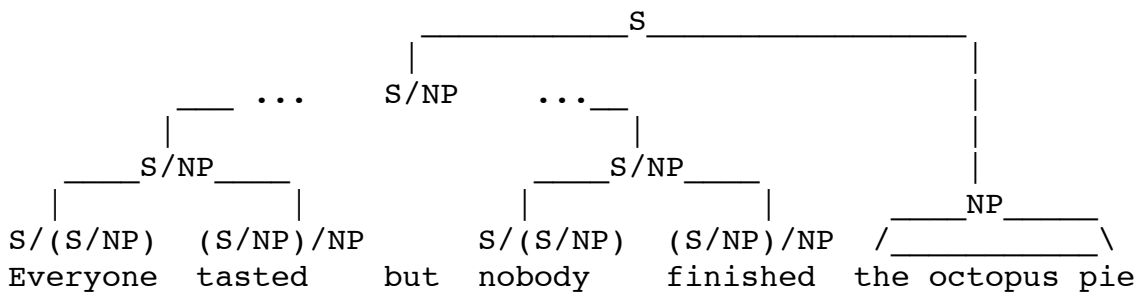 S
S/NP
... ...
S/NP S/NP
NP
S/(S/NP) (S/NP)/NP S/(S/NP) (S/NP)/NP
Everyone tasted but nobody finished the octopus pie